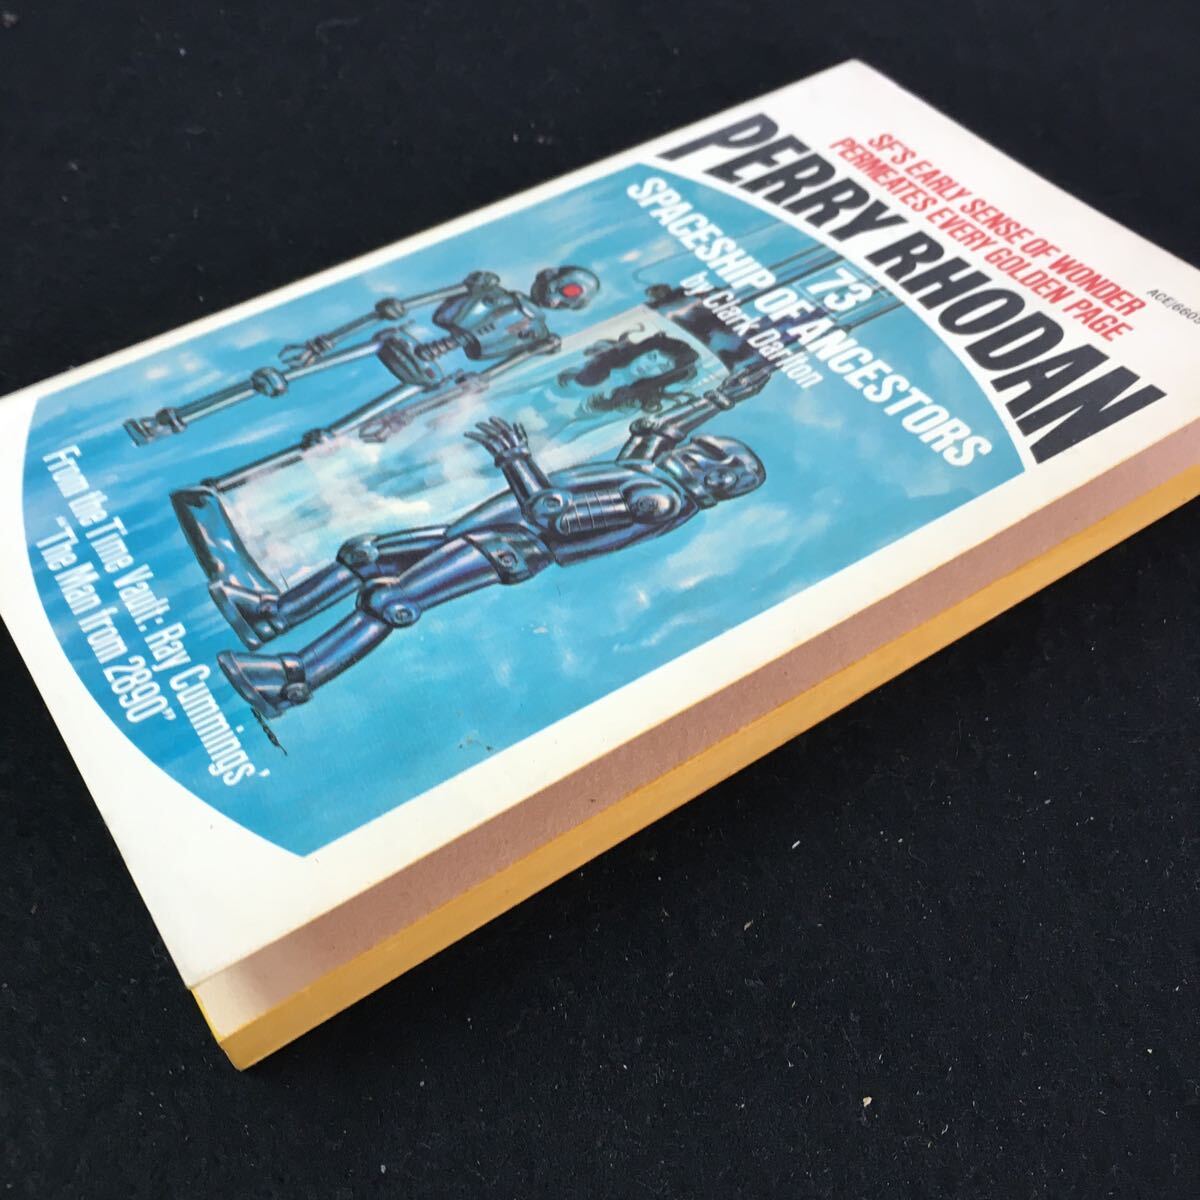 SF'S EARLY SENSE OF WONDER
PERMEATES EVERY GOLDEN PAGE
PERRY RHODAN
73
SPACESHIP OF ANCESTORS
by Clark Darlton
From the Time Vault: Ray Cummings'
"The Man from 2890"